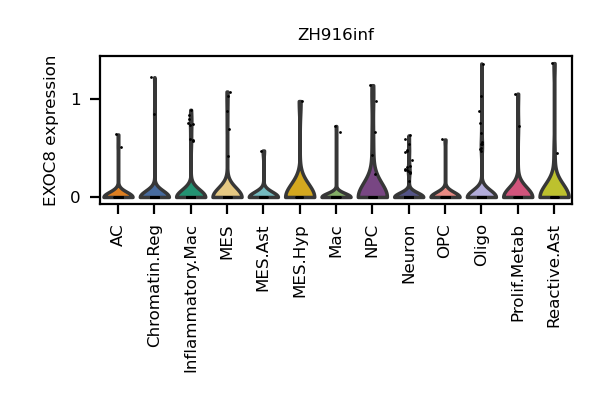 ZH916inf
EXOC8 expression
1
0
AC
Chromatin.Reg
Inflammatory.Mac
MES
MES.Ast
MES.Hyp
Mac
NPC
Neuron
OPC
Oligo
Prolif.Metab
Reactive.Ast